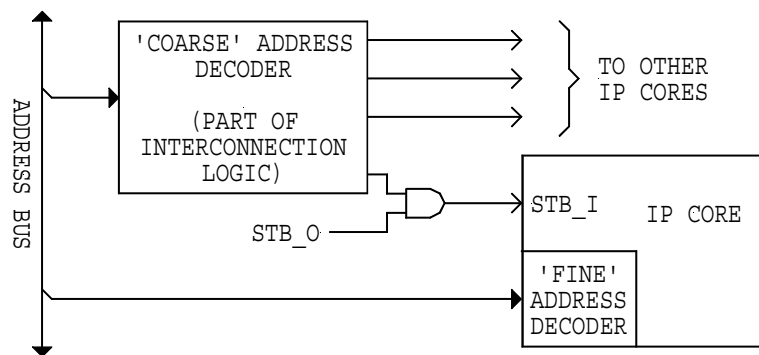 'COARSE' ADDRESS
DECODER
(PART OF
INTERCONNECTION
LOGIC)
TO OTHER
IP CORES
ADDRESS BUS
STB_O
STB_I
IP CORE
'FINE'
ADDRESS
DECODER